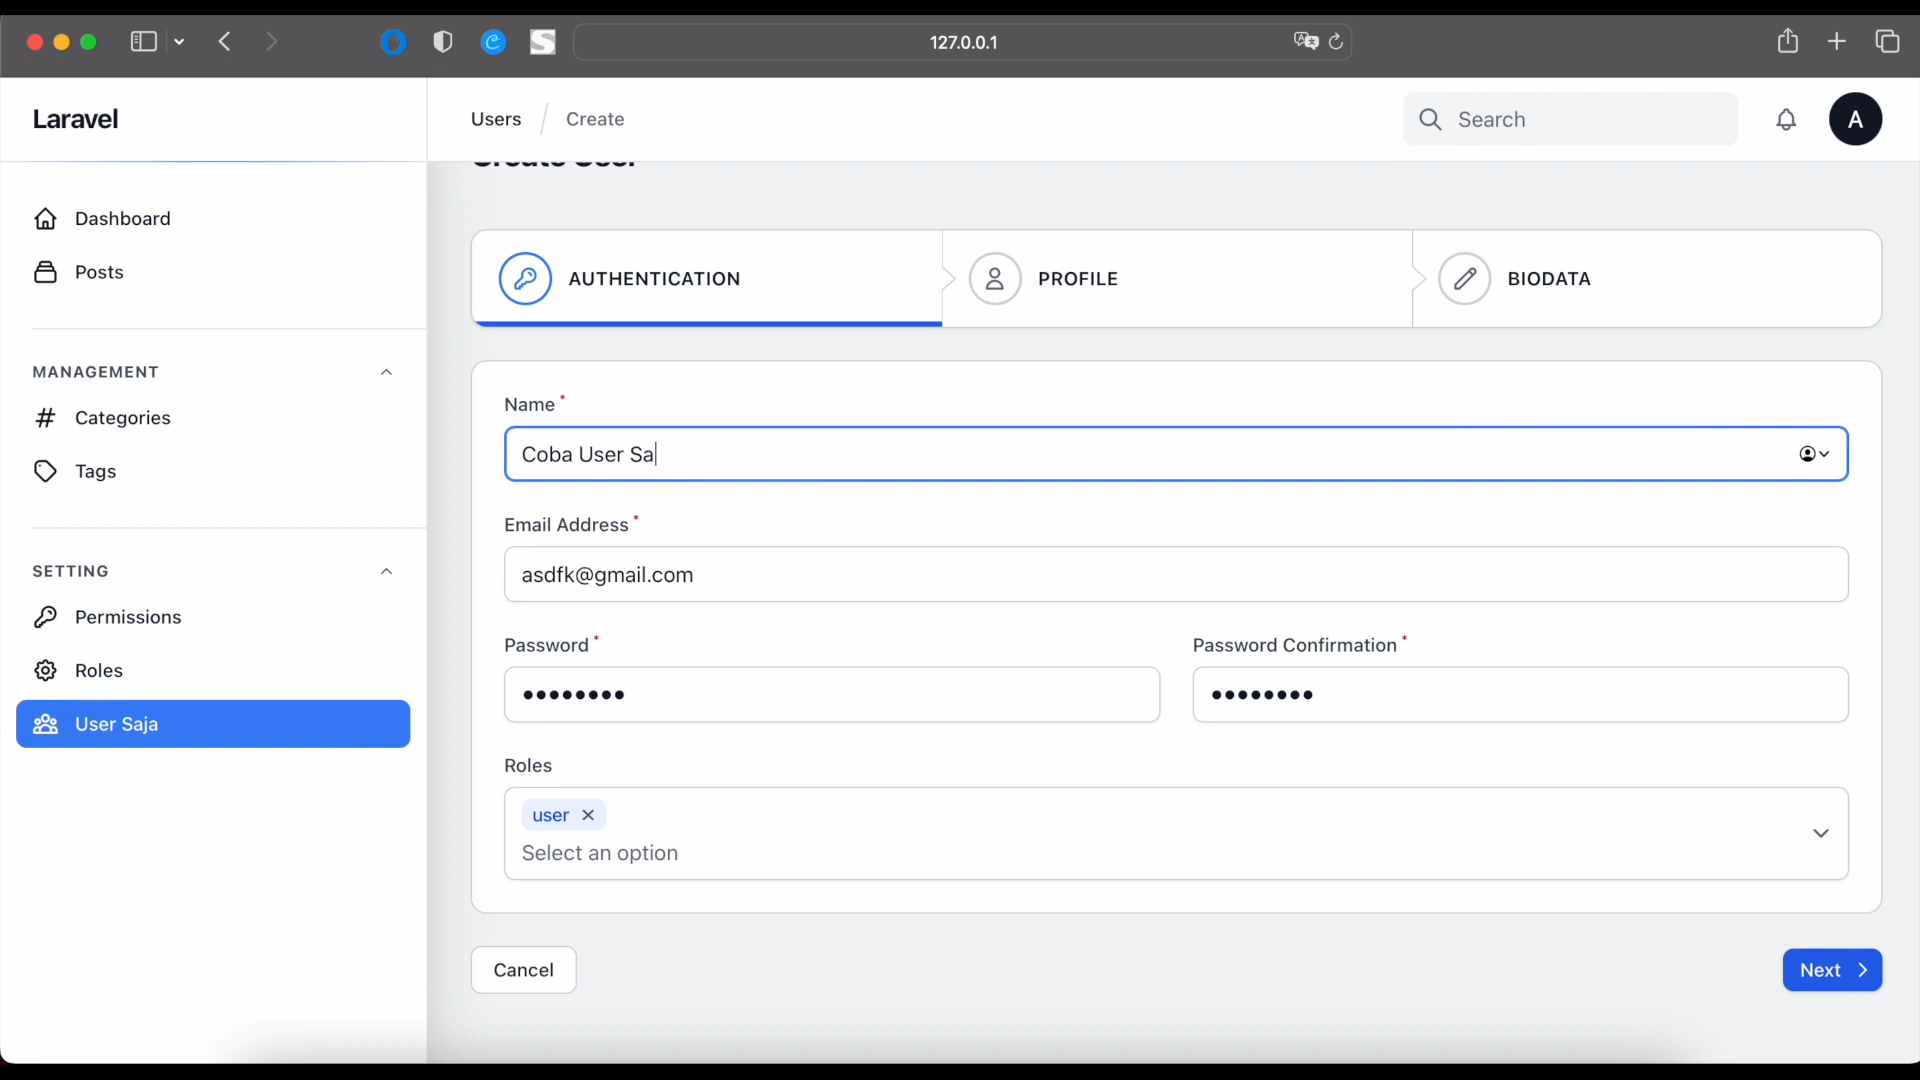 127.0.0.1
Laravel
Users / Create
Search
A
Create User
Dashboard
Posts
AUTHENTICATION
PROFILE
BIODATA
MANAGEMENT
Categories
Tags
Name *
Coba User Sa
Email Address *
asdfk@gmail.com
SETTING
Permissions
Roles
User Saja
Password *
Password Confirmation *
••••••••
••••••••
Roles
user
Select an option
Cancel
Next